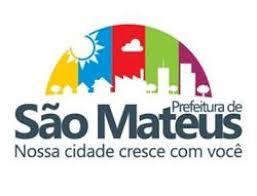 Prefeitura de
São Mateus
Nossa cidade cresce com você